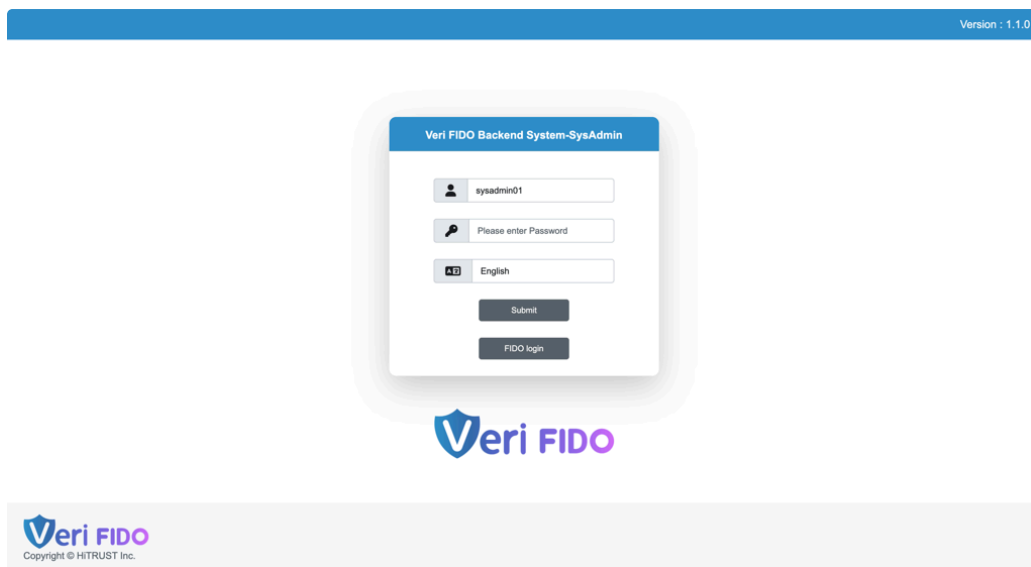 Version : 1.1.0
Veri FIDO Backend System-SysAdmin
sysadmin01
Please enter Password
English
Submit
FIDO login
Veri FIDO
Veri FIDO
Copyright © HiTRUST Inc.